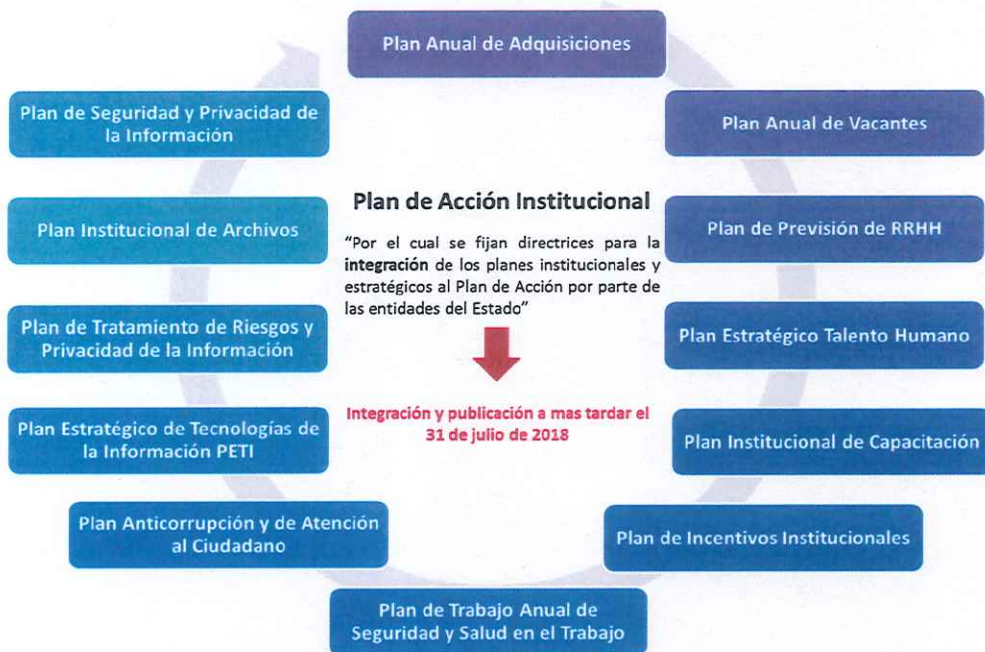 Plan Anual de Adquisiciones
Plan Anual de Vacantes
Plan de Previsión de RRHH
Plan Estratégico Talento Humano
Plan Institucional de Capacitación
Plan de Incentivos Institucionales
Plan de Trabajo Anual de
Seguridad y Salud en el Trabajo
Plan Anticorrupción y de Atención
al Ciudadano
Plan Estratégico de Tecnologías de
la Información PETI
Plan de Tratamiento de Riesgos y
Privacidad de la Información
Plan Institucional de Archivos
Plan de Seguridad y Privacidad de
la Información
Plan de Acción Institucional
"Por el cual se fijan directrices para la
integración de los planes institucionales y
estratégicos al Plan de Acción por parte de
las entidades del Estado"
Integración y publicación a mas tardar el
31 de julio de 2018